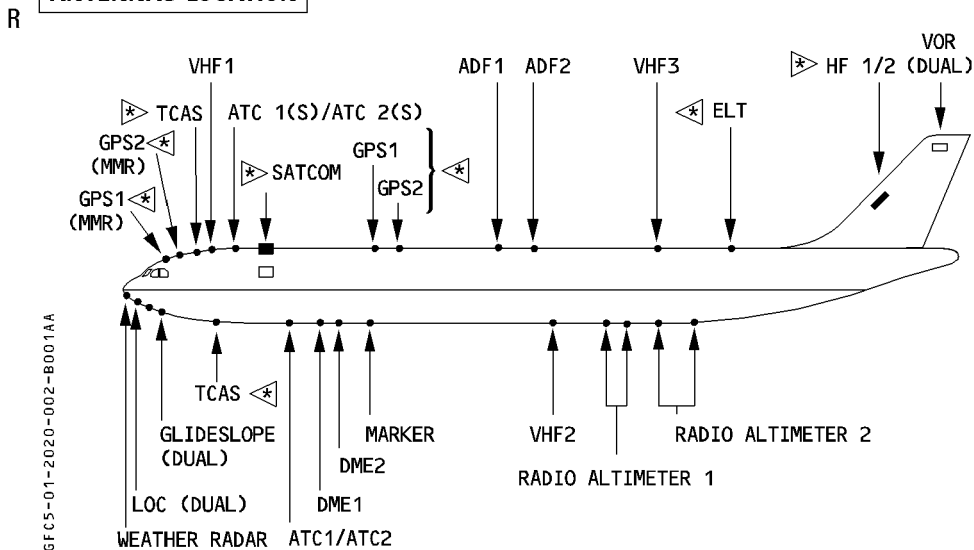 R
VOR
VHF1 ADF1 ADF2 VHF3 * HF 1/2 (DUAL)
* TCAS ATC 1(S)/ATC 2(S) * ELT
GPS2 *
(MMR)
GPS1
* SATCOM
*
GPS2
GPS1 *
(MMR)
TCAS *
GLIDESLOPE
(DUAL)
MARKER
VHF2
RADIO ALTIMETER 2
DME2
RADIO ALTIMETER 1
LOC (DUAL)
DME1
WEATHER RADAR
ATC1/ATC2
GFC5-01-2020-002-B001AA